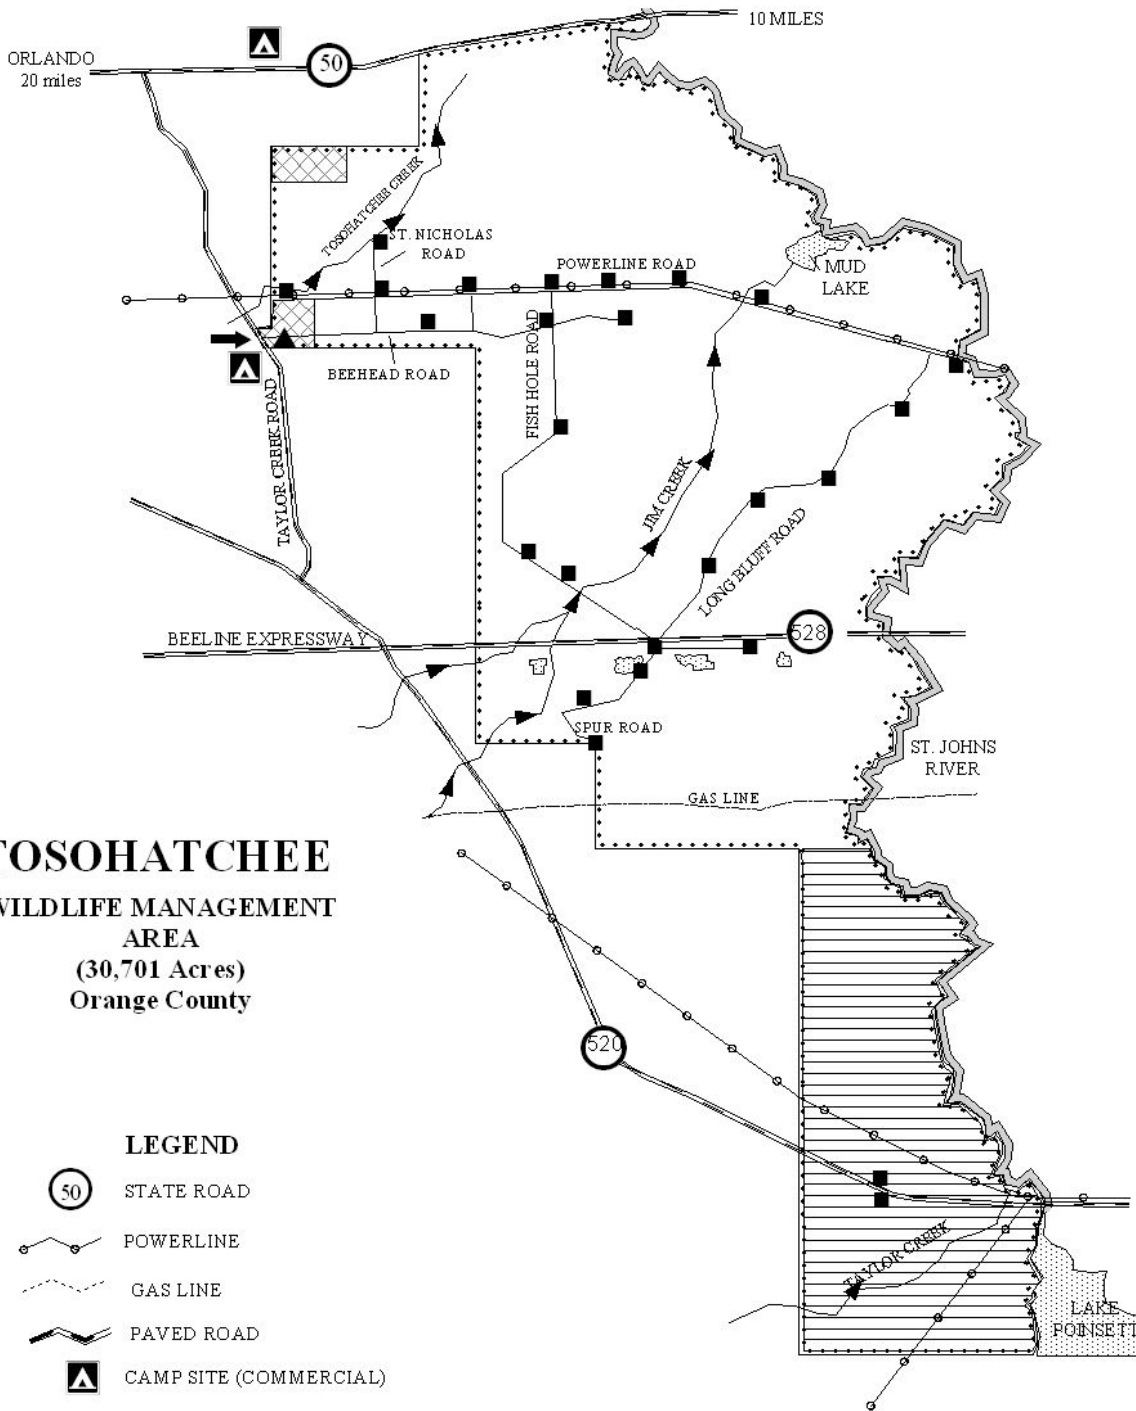 10 MILES
ORLANDO
20 miles
50
TOSOHATCHEE CREEK
ST. NICHOLAS
ROAD
POWERLINE ROAD
MUD
LAKE
BEEHEAD ROAD
FISH HOLE ROAD
TAYLOR CREEK ROAD
JIM CREEK
LONG BLUFF ROAD
BEELINE EXPRESSWAY
528
SPUR ROAD
ST. JOHNS
RIVER
GAS LINE
TOSOHATCHEE
WILDLIFE MANAGEMENT
AREA
(30,701 Acres)
Orange County
520
TAYLOR CREEK
LAKE
POINSETT
LEGEND
50 STATE ROAD
POWERLINE
GAS LINE
PAVED ROAD
CAMP SITE (COMMERCIAL)